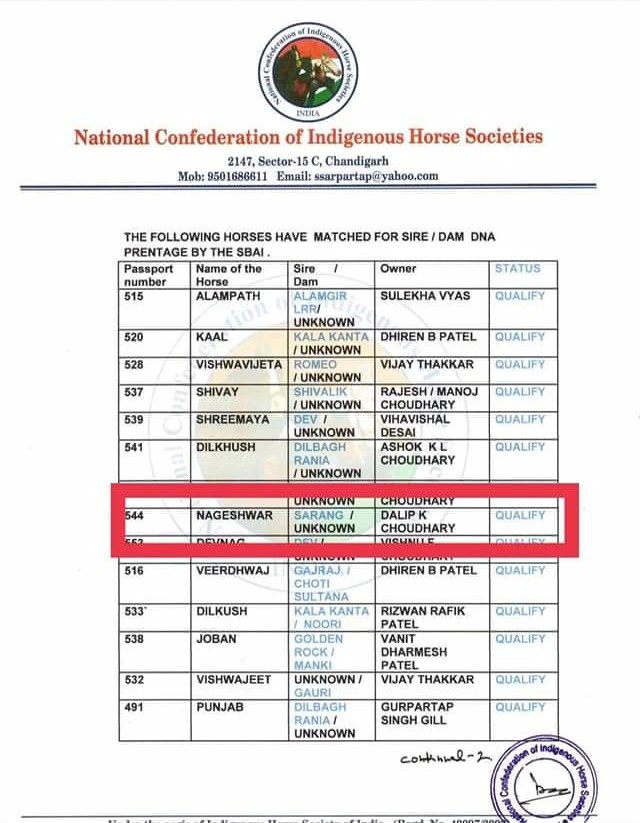 National Confederation of Indigenous Horse Societies
INDIA
National Confederation of Indigenous Horse Societies
2147, Sector-15 C, Chandigarh
Mob: 9501686611 Email: ssarpartap@yahoo.com
THE FOLLOWING HORSES HAVE MATCHED FOR SIRE / DAM DNA
PRENTAGE BY THE SBAI .
Passport Name of the Sire / Owner STATUS
number Horse Dam
515 ALAMPATH ALAMGIR SULEKHA VYAS QUALIFY
LRR/
UNKNOWN
520 KAAL KALA KANTA DHIREN B PATEL QUALIFY
/ UNKNOWN
528 VISHWAVIJETA ROMEO VIJAY THAKKAR QUALIFY
/ UNKNOWN
537 SHIVAY SHIVALIK RAJESH / MANOJ QUALIFY
/ UNKNOWN CHOUDHARY
539 SHREEMAYA DEV / VIHAVISHAL QUALIFY
UNKNOWN DESAI
541 DILKHUSH DILBAGH ASHOK K L QUALIFY
RANIA CHOUDHARY
/ UNKNOWN
UNKNOWN CHOUDHARY
544 NAGESHWAR SARANG / DALIP K QUALIFY
UNKNOWN CHOUDHARY
553 DEVNAG DEV / QUALIFY
UNKNOWN CHOUDHARY
516 VEERDHWAJ GAJRAJ / DHIREN B PATEL QUALIFY
CHOTI
SULTANA
533 DILKUSH KALA KANTA RIZWAN RAFIK QUALIFY
/ NOORI PATEL
538 JOBAN GOLDEN VANIT QUALIFY
ROCK / DHARMESH
MANKI PATEL
532 VISHWAJEET UNKNOWN / VIJAY THAKKAR QUALIFY
GAURI
491 PUNJAB DILBAGH GURPARTAP QUALIFY
RANIA / SINGH GILL
UNKNOWN
continued-2
National Confederation of Indigenous Horse Societies